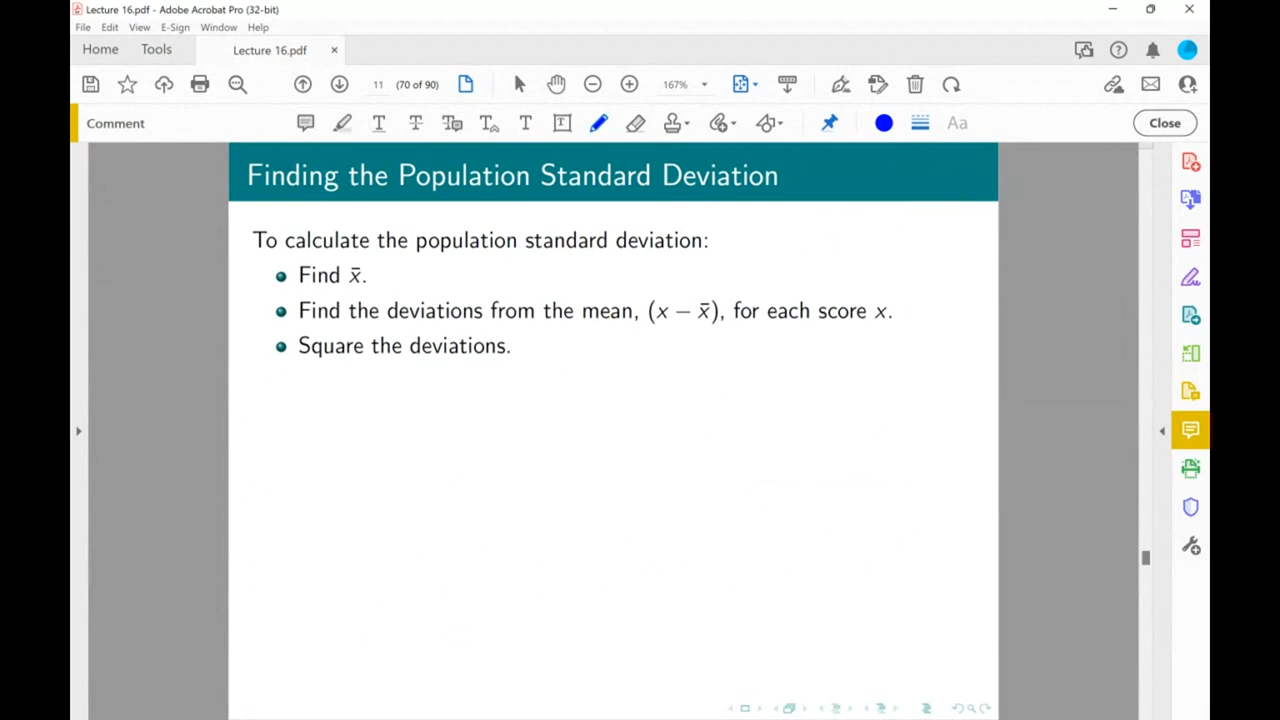 Lecture 16.pdf - Adobe Acrobat Pro (32-bit)
File Edit View E-Sign Window Help
Home Tools Lecture 16.pdf ×
11 (70 of 90) 167%
Comment T T T T T Aa Close
Finding the Population Standard Deviation
To calculate the population standard deviation:
Find x̄.
Find the deviations from the mean, (x − x̄), for each score x.
Square the deviations.